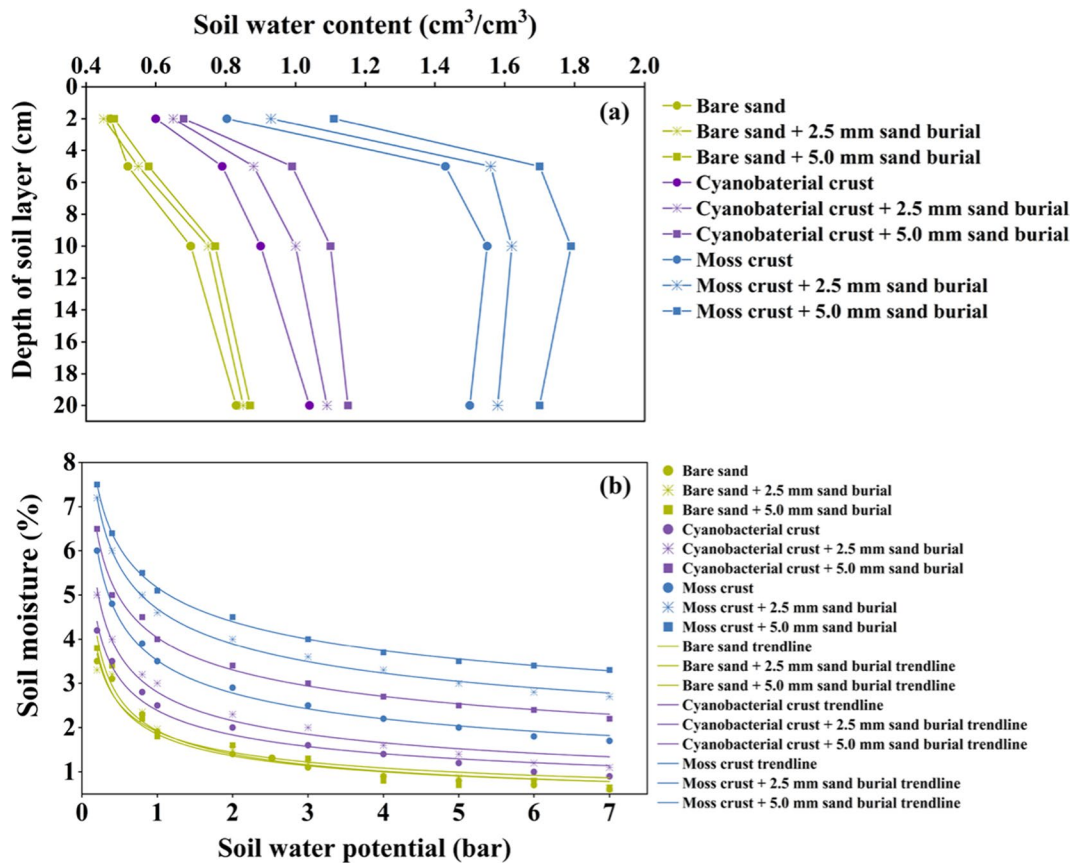 Soil water content (cm³/cm³)
0.4 0.6 0.8 1.0 1.5 1.6 1.7 1.8 1.9 2.0
(a)
Depth of soil layer (cm)
0
2
4
6
8
10
12
14
16
18
20
Bare sand
Bare sand + 2.5 mm sand burial
Bare sand + 5.0 mm sand burial
Cyanobaterial crust
Cyanobaterial crust + 2.5 mm sand burial
Cyanobaterial crust + 5.0 mm sand burial
Moss crust
Moss crust + 2.5 mm sand burial
Moss crust + 5.0 mm sand burial
(b)
Soil moisture (%)
8
7
6
5
4
3
2
1
0 1 2 3 4 5 6 7
Soil water potential (bar)
Bare sand
Bare sand + 2.5 mm sand burial
Bare sand + 5.0 mm sand burial
Cyanobacterial crust
Cyanobacterial crust + 2.5 mm sand burial
Cyanobacterial crust + 5.0 mm sand burial
Moss crust
Moss crust + 2.5 mm sand burial
Moss crust + 5.0 mm sand burial
Bare sand trendline
Bare sand + 2.5 mm sand burial trendline
Bare sand + 5.0 mm sand burial trendline
Cyanobacterial crust trendline
Cyanobacterial crust + 2.5 mm sand burial trendline
Cyanobacterial crust + 5.0 mm sand burial trendline
Moss crust trendline
Moss crust + 2.5 mm sand burial trendline
Moss crust + 5.0 mm sand burial trendline